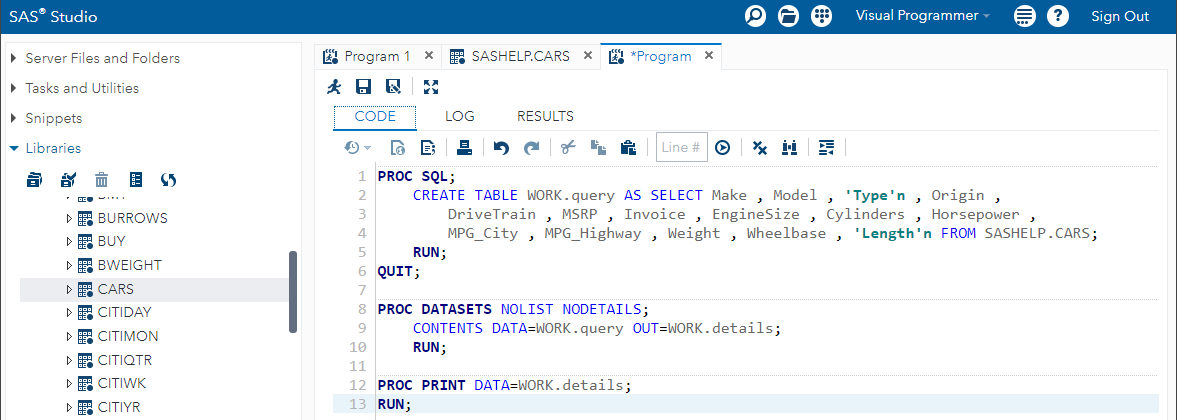 SAS® Studio
Visual Programmer
Sign Out
Server Files and Folders
Tasks and Utilities
Snippets
Libraries
BURROWS
BUY
BWEIGHT
CARS
CITIDAY
CITIMON
CITIQTR
CITIWK
CITIYR
Program 1 SASHELP.CARS *Program
CODE LOG RESULTS
Line #
1 PROC SQL;
2 CREATE TABLE WORK.query AS SELECT Make , Model , 'Type'n , Origin ,
3 DriveTrain , MSRP , Invoice , EngineSize , Cylinders , Horsepower ,
4 MPG_City , MPG_Highway , Weight , Wheelbase , 'Length'n FROM SASHELP.CARS;
5 RUN;
6 QUIT;
7
8 PROC DATASETS NOLIST NODETAILS;
9 CONTENTS DATA=WORK.query OUT=WORK.details;
10 RUN;
11
12 PROC PRINT DATA=WORK.details;
13 RUN;